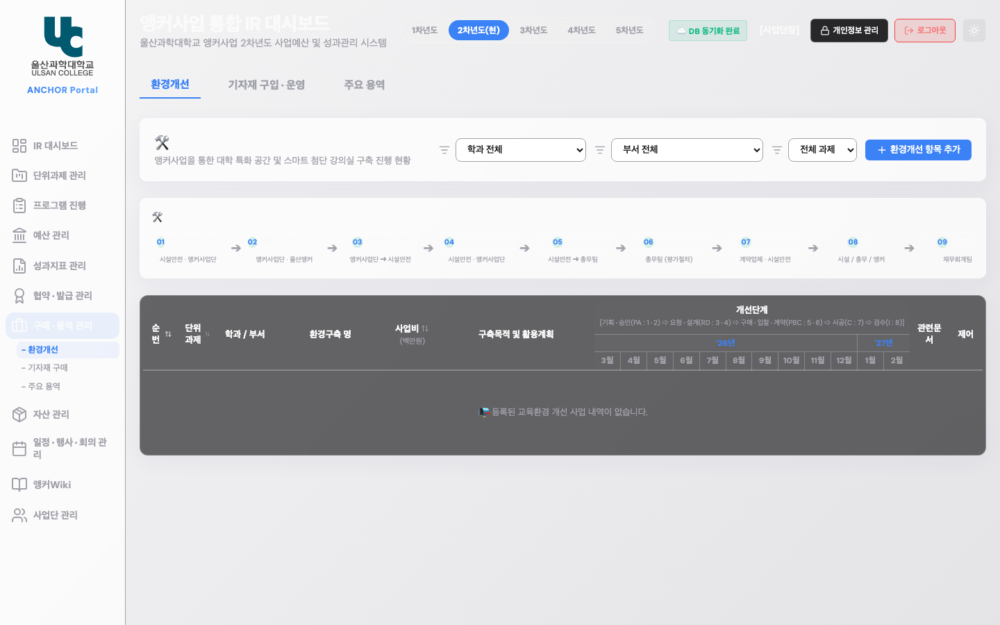 울산과학대학교
ULSAN COLLEGE
ANCHOR Portal
IR 대시보드
단위과제 관리
프로그램 진행
예산 관리
성과지표 관리
협약·발급 관리
구매·용역 관리
- 환경개선
- 기자재 구매
- 주요 용역
자산 관리
일정·행사·회의 관
리
앵커Wiki
사업단 관리
앵커사업 통합 IR 대시보드
울산과학대학교 앵커사업 2차년도 사업예산 및 성과관리 시스템
1차년도 2차년도(현) 3차년도 4차년도 5차년도
DB 동기화 완료
[사업단장]
개인정보 관리
로그아웃
환경개선 기자재 구입·운영 주요 용역
앵커사업을 통한 대학 특화 공간 및 스마트 첨단 강의실 구축 진행 현황
학과 전체 부서 전체 전체 과제 + 환경개선 항목 추가
01 ➔ 02 ➔ 03 ➔ 04 ➔ 05 ➔ 06 ➔ 07 ➔ 08 ➔ 09
시설안전·앵커사업단 앵커사업단·울산앵커 앵커사업단 ➔ 시설안전 시설안전·앵커사업단 시설안전 ➔ 총무팀 총무팀 (평가절차) 계약업체·시설안전 시설 / 총무 / 앵커 재무회계팀
순번 ↑↓ 단위과제 ↑↓ 학과 / 부서 환경구축 명 사업비 ↑↓ (백만원) 구축목적 및 활용계획 개선단계 관련문서 제어
[기획·승인(PA : 1·2) ⇨ 요청·설계(RD : 3·4) ⇨ 구매·입찰·계약(PBC : 5·6) ⇨ 시공(C : 7) ⇨ 검수(I : 8)]
'26년 '27년
3월 4월 5월 6월 7월 8월 9월 10월 11월 12월 1월 2월
등록된 교육환경 개선 사업 내역이 없습니다.